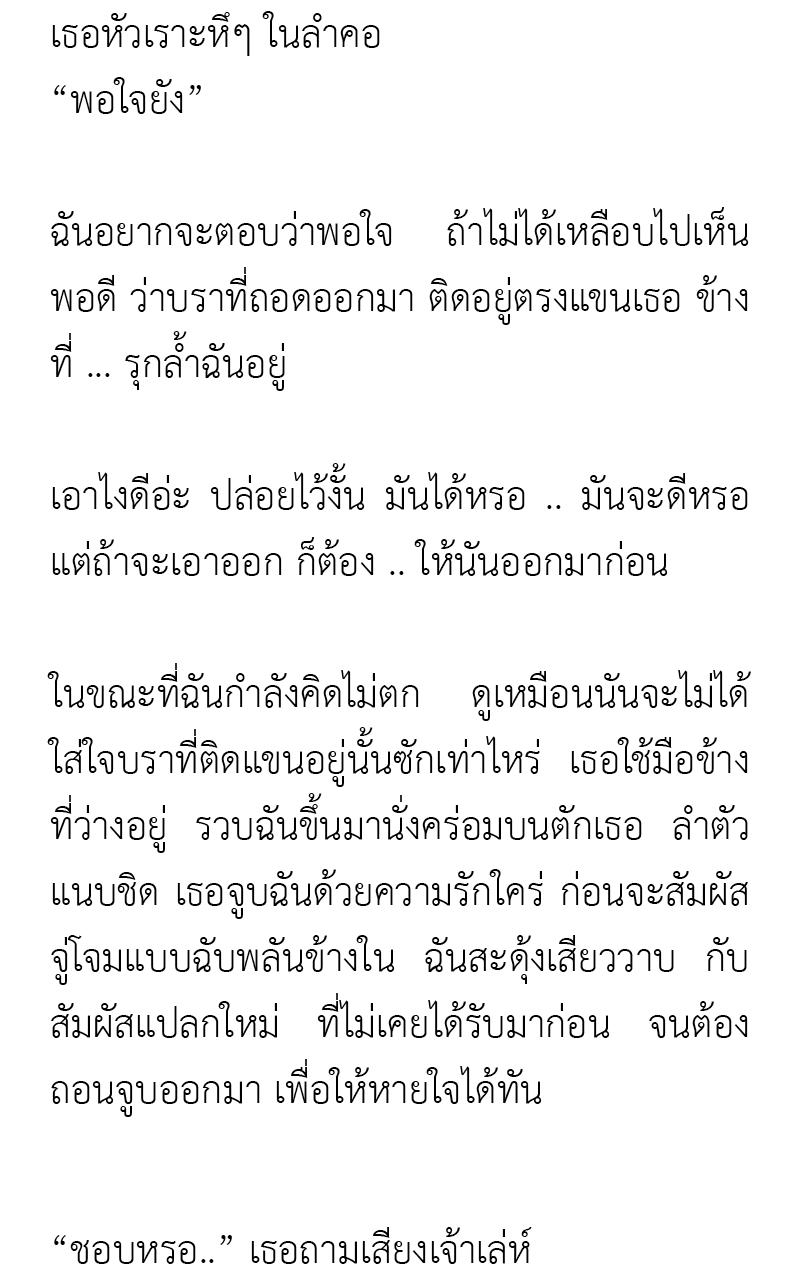 เธอหัวเราะหึๆ ในลำคอ
“พอใจยัง”
ฉันอยากจะตอบว่าพอใจ ถ้าไม่ได้เหลือบไปเห็น
พอดี ว่าบราที่ถอดออกมา ติดอยู่ตรงแขนเธอ ข้าง
ที่ ... รุกล้ำฉันอยู่
เอาไงดีอ่ะ ปล่อยไว้งั้น มันได้หรอ .. มันจะดีหรอ
แต่ถ้าจะเอาออก ก็ต้อง .. ให้นันออกมาก่อน
ในขณะที่ฉันกำลังคิดไม่ตก ดูเหมือนนันจะไม่ได้
ใส่ใจบราที่ติดแขนอยู่นั้นซักเท่าไหร่ เธอใช้มือข้าง
ที่ว่างอยู่ รวบฉันขึ้นมานั่งคร่อมบนตักเธอ ลำตัว
แนบชิด เธอจูบฉันด้วยความรักใคร่ ก่อนจะสัมผัส
จู่โจมแบบฉับพลันข้างใน ฉันสะดุ้งเสียววาบ กับ
สัมผัสแปลกใหม่ ที่ไม่เคยได้รับมาก่อน จนต้อง
ถอนจูบออกมา เพื่อให้หายใจได้ทัน
“ชอบหรอ..” เธอถามเสียงเจ้าเล่ห์